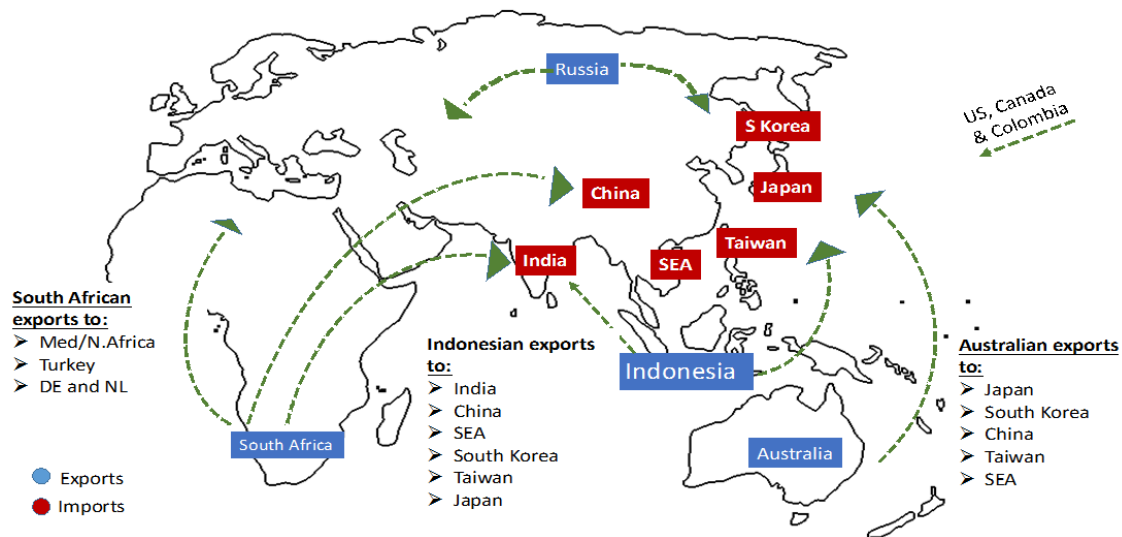 Russia
US, Canada
& Colombia
S Korea
Japan
China
Taiwan
India
SEA
South African
exports to:
➢ Med/N.Africa
➢ Turkey
➢ DE and NL
Indonesian exports
to:
➢ India
➢ China
➢ SEA
➢ South Korea
➢ Taiwan
➢ Japan
Indonesia
Australian exports
to:
➢ Japan
➢ South Korea
➢ China
➢ Taiwan
➢ SEA
South Africa
Australia
Exports
Imports